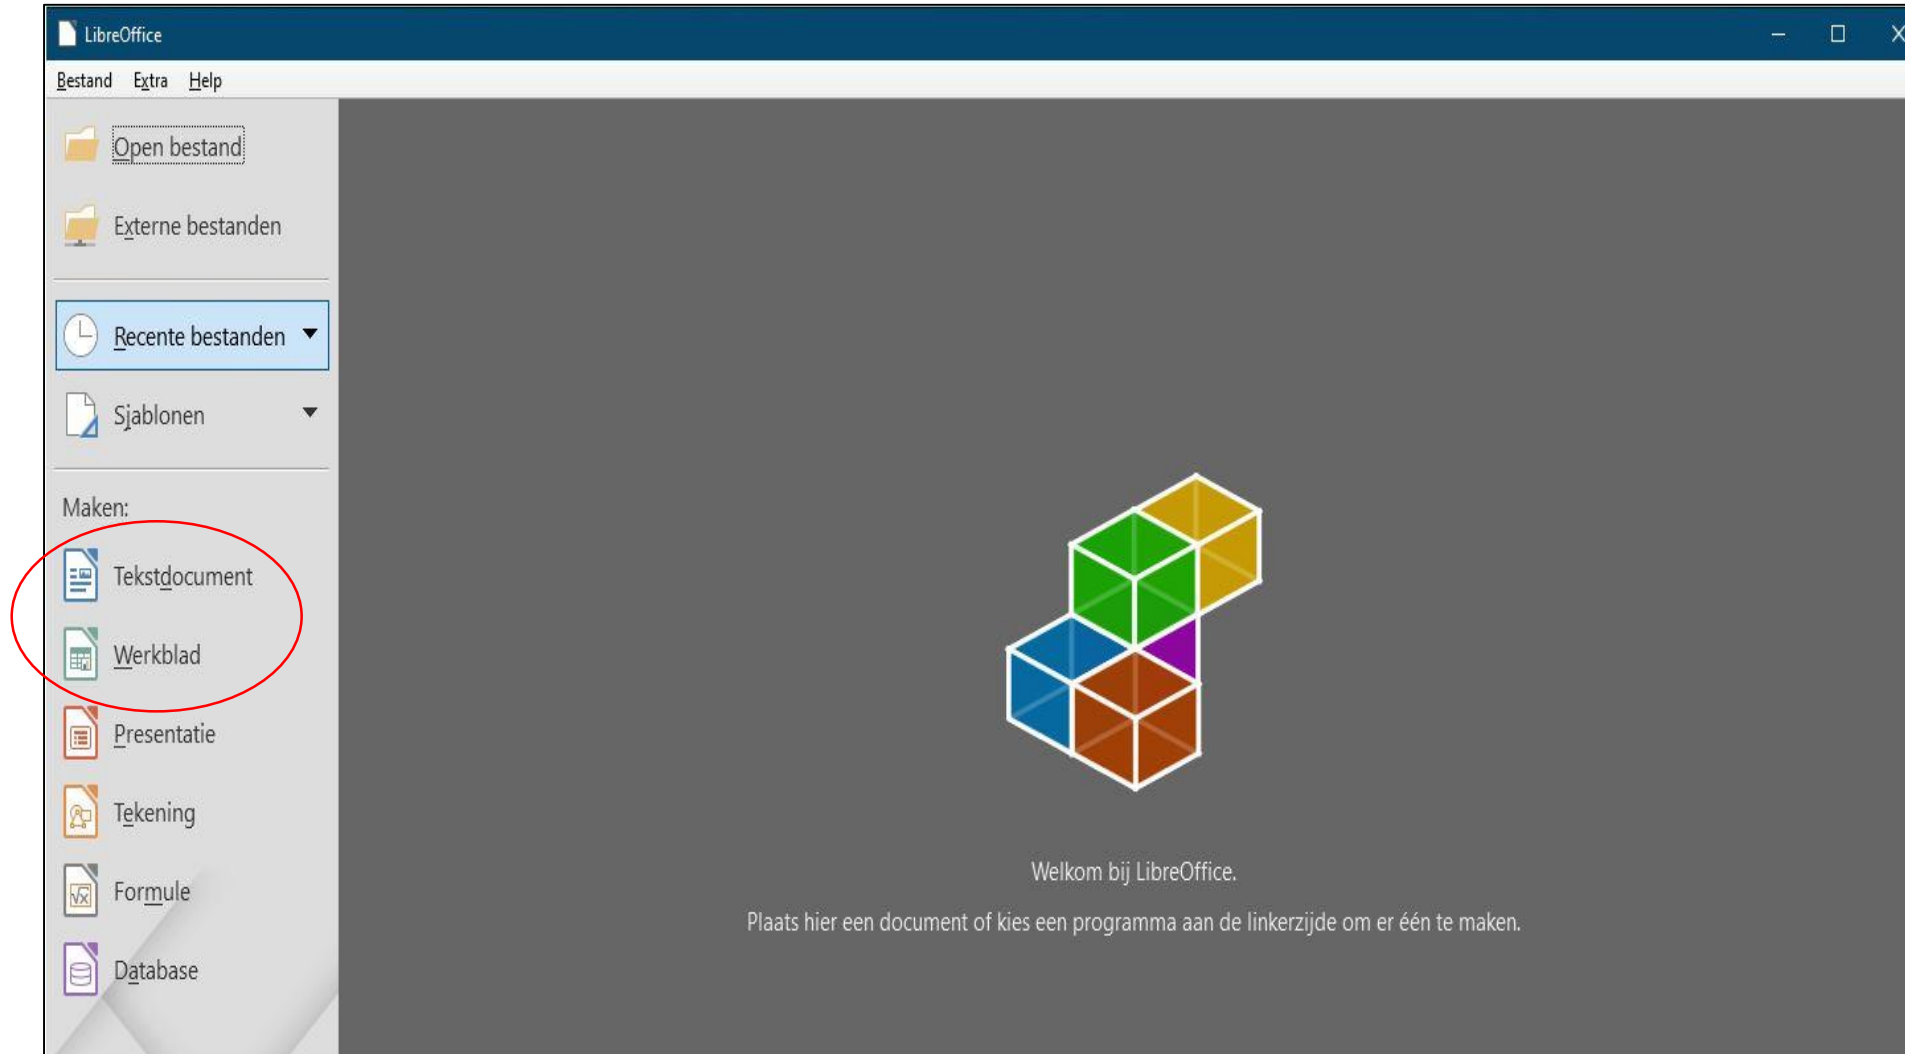 LibreOffice
Bestand Extra Help
Open bestand
Externe bestanden
Recente bestanden
Sjablonen
Maken:
Tekstdocument
Werkblad
Presentatie
Tekening
Formule
Database
Welkom bij LibreOffice.
Plaats hier een document of kies een programma aan de linkerzijde om er één te maken.